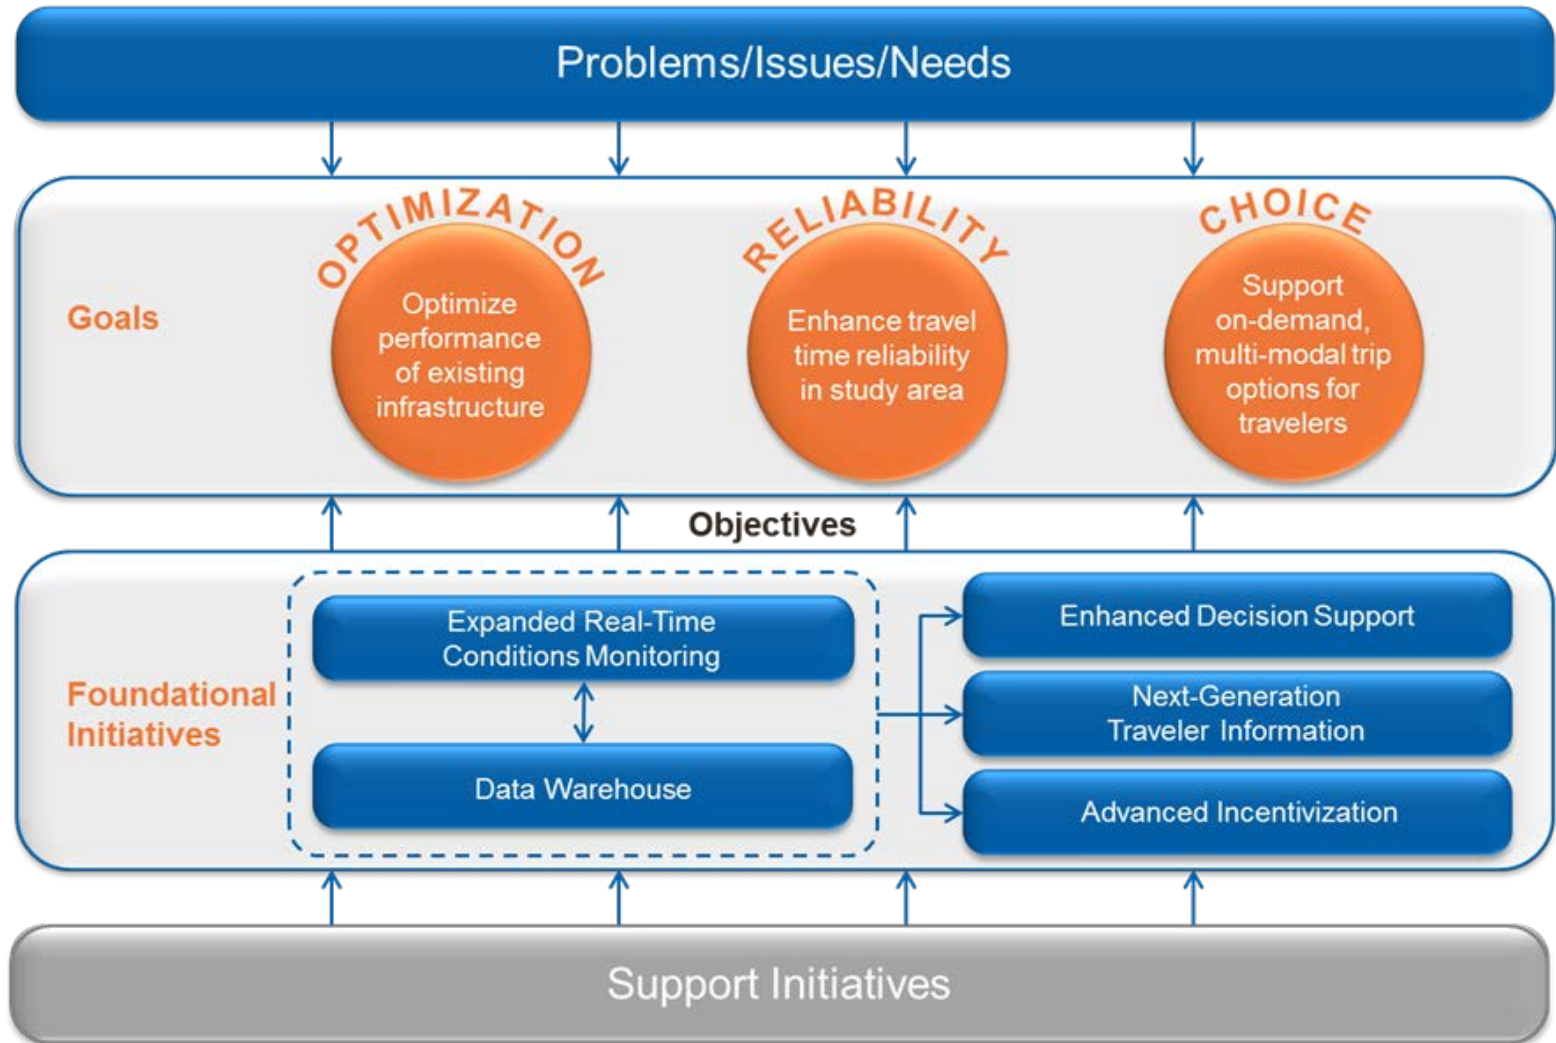 Problems/Issues/Needs
Goals
OPTIMIZATION
Optimize
performance
of existing
infrastructure
RELIABILITY
Enhance travel
time reliability
in study area
CHOICE
Support
on-demand,
multi-modal trip
options for
travelers
Objectives
Foundational
Initiatives
Expanded Real-Time
Conditions Monitoring
Data Warehouse
Enhanced Decision Support
Next-Generation
Traveler Information
Advanced Incentivization
Support Initiatives